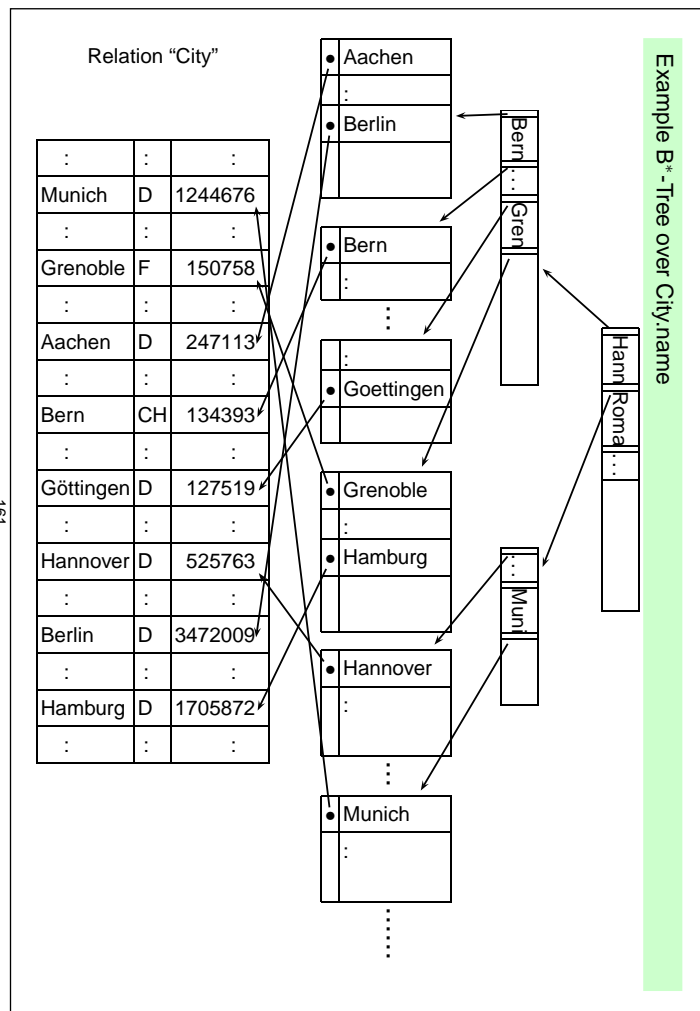 Example B*-Tree over City.name
Hann Roma ...
Bern ... Gren
... Muni
Aachen
:
Berlin
Bern
:
⋮
:
Goettingen
Grenoble
:
Hamburg
Hannover
:
⋮
Munich
:
......
Relation “City”
: : :
Munich D 1244676
: : :
Grenoble F 150758
: : :
Aachen D 247113
: : :
Bern CH 134393
: : :
Göttingen D 127519
: : :
Hannover D 525763
: : :
Berlin D 3472009
: : :
Hamburg D 1705872
: : :
161